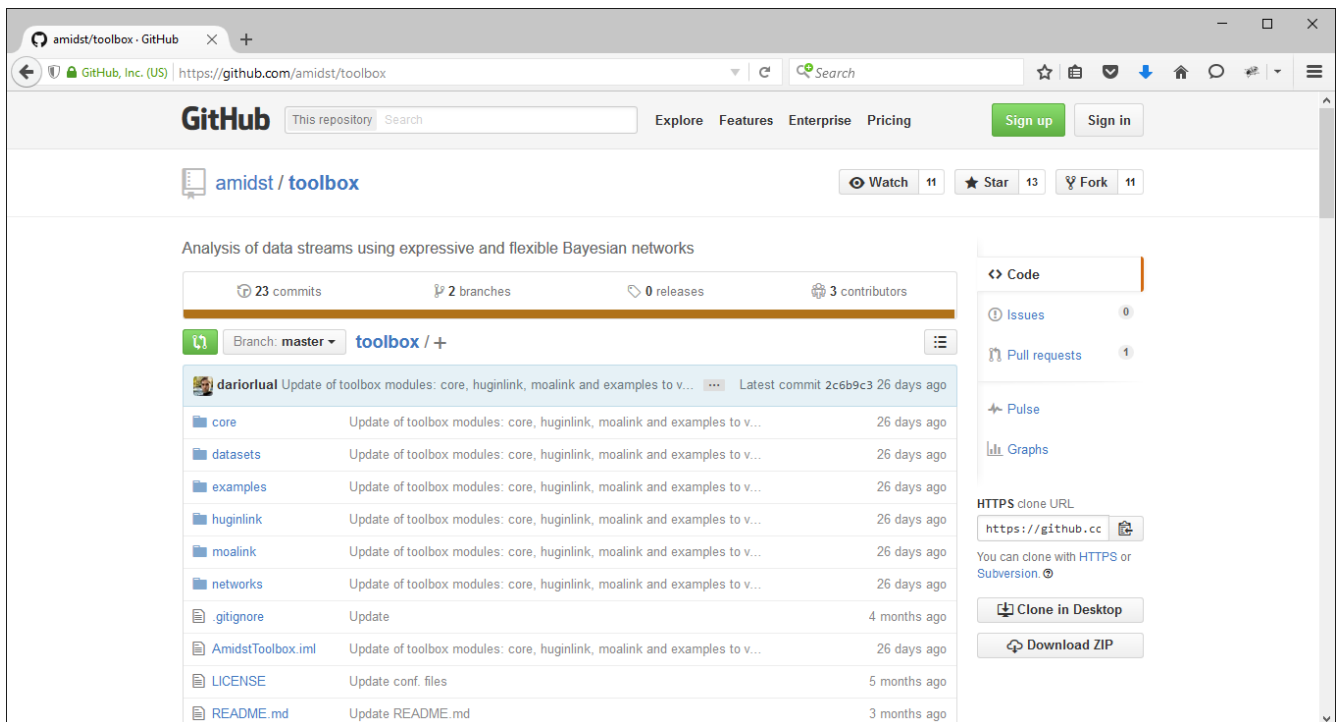 amidst/toolbox · GitHub
GitHub, Inc. (US) https://github.com/amidst/toolbox Search
GitHub This repository Search Explore Features Enterprise Pricing Sign up Sign in
amidst / toolbox Watch 11 Star 13 Fork 11
Analysis of data streams using expressive and flexible Bayesian networks
23 commits 2 branches 0 releases 3 contributors
Branch: master toolbox / +
dariorlual Update of toolbox modules: core, huginlink, moalink and examples to v... Latest commit 2c6b9c3 26 days ago
core Update of toolbox modules: core, huginlink, moalink and examples to v... 26 days ago
datasets Update of toolbox modules: core, huginlink, moalink and examples to v... 26 days ago
examples Update of toolbox modules: core, huginlink, moalink and examples to v... 26 days ago
huginlink Update of toolbox modules: core, huginlink, moalink and examples to v... 26 days ago
moalink Update of toolbox modules: core, huginlink, moalink and examples to v... 26 days ago
networks Update of toolbox modules: core, huginlink, moalink and examples to v... 26 days ago
.gitignore Update 4 months ago
AmidstToolbox.iml Update of toolbox modules: core, huginlink, moalink and examples to v... 26 days ago
LICENSE Update conf. files 5 months ago
README.md Update README.md 3 months ago
Code
Issues 0
Pull requests 1
Pulse
Graphs
HTTPS clone URL
https://github.cc
You can clone with HTTPS or
Subversion.
Clone in Desktop
Download ZIP